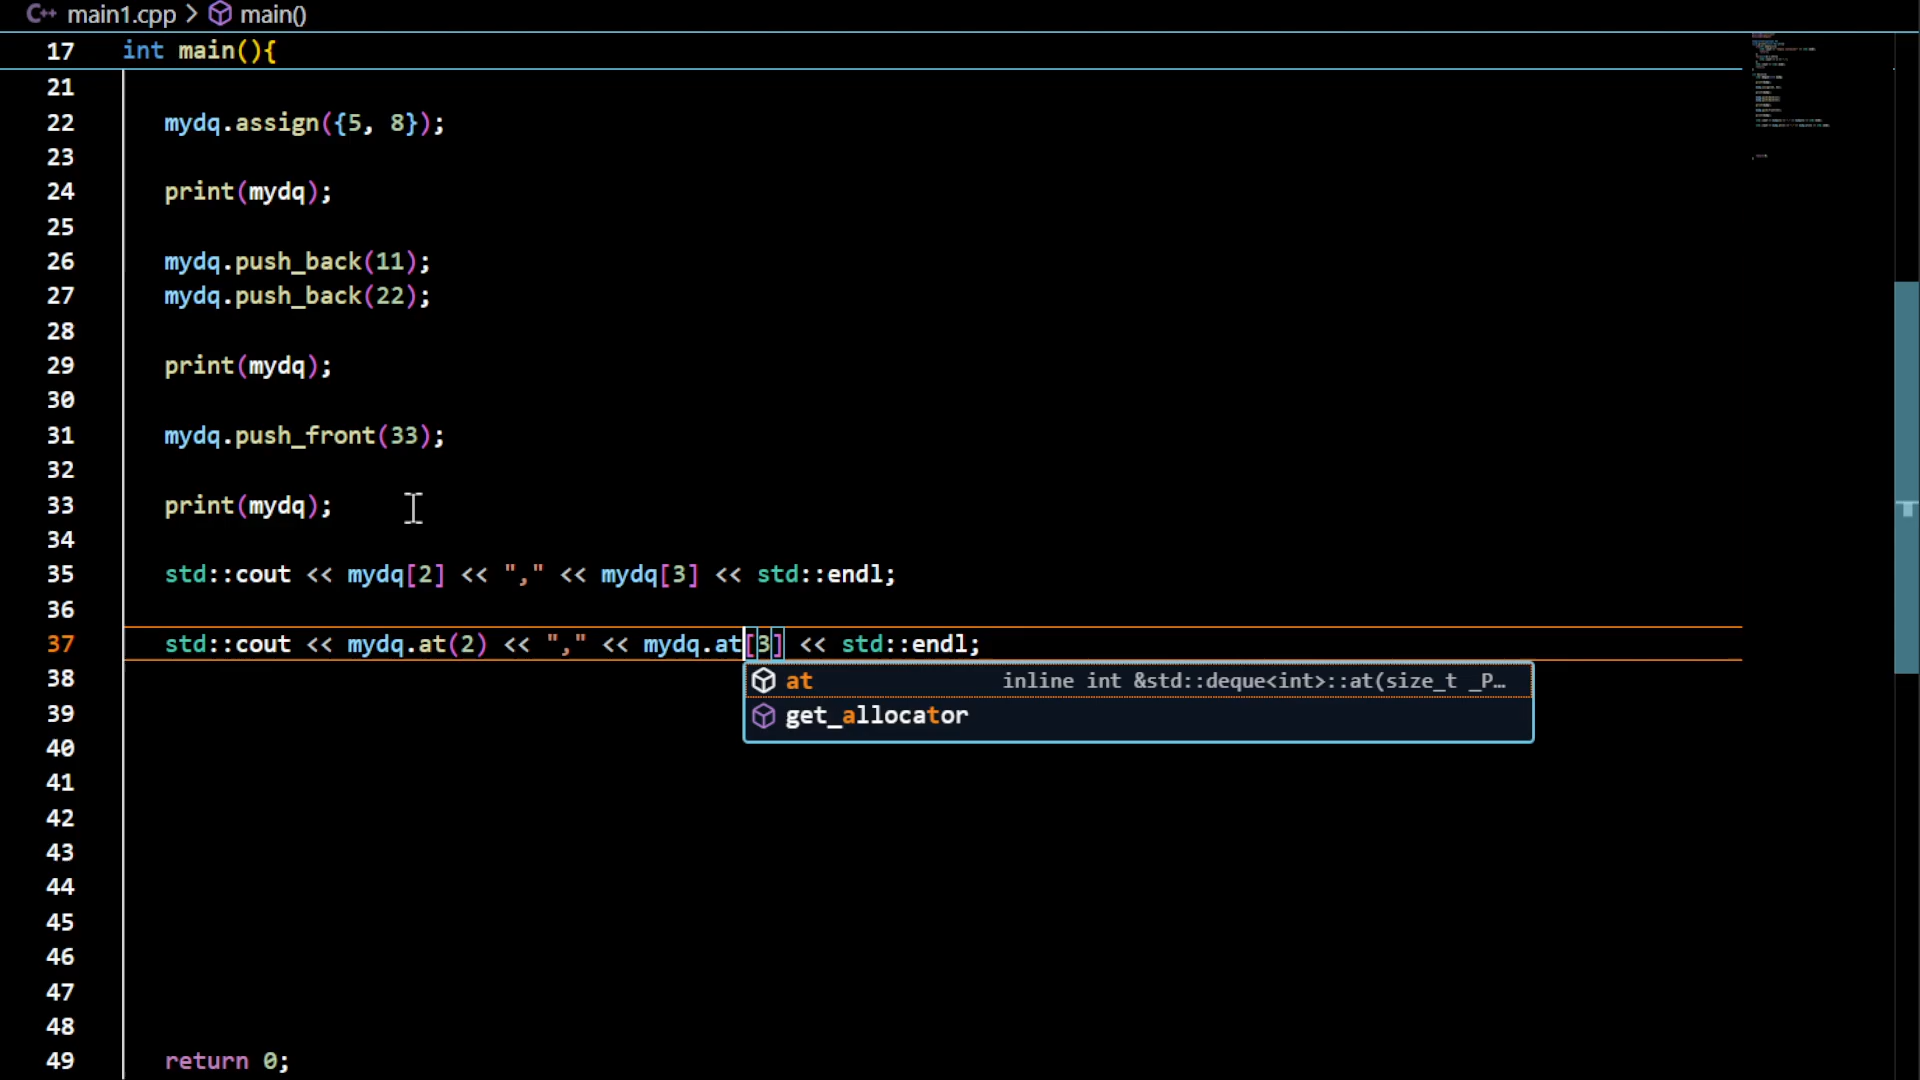 C++ main1.cpp > main()
17 int main(){
21
22 mydq.assign({5, 8});
23
24 print(mydq);
25
26 mydq.push_back(11);
27 mydq.push_back(22);
28
29 print(mydq);
30
31 mydq.push_front(33);
32
33 print(mydq);
34
35 std::cout << mydq[2] << "," << mydq[3] << std::endl;
36
37 std::cout << mydq.at(2) << "," << mydq.at[3] << std::endl;
38
at inline int &std::deque<int>::at(size_t _P…
39
get_allocator
40
41
42
43
44
45
46
47
48
49 return 0;